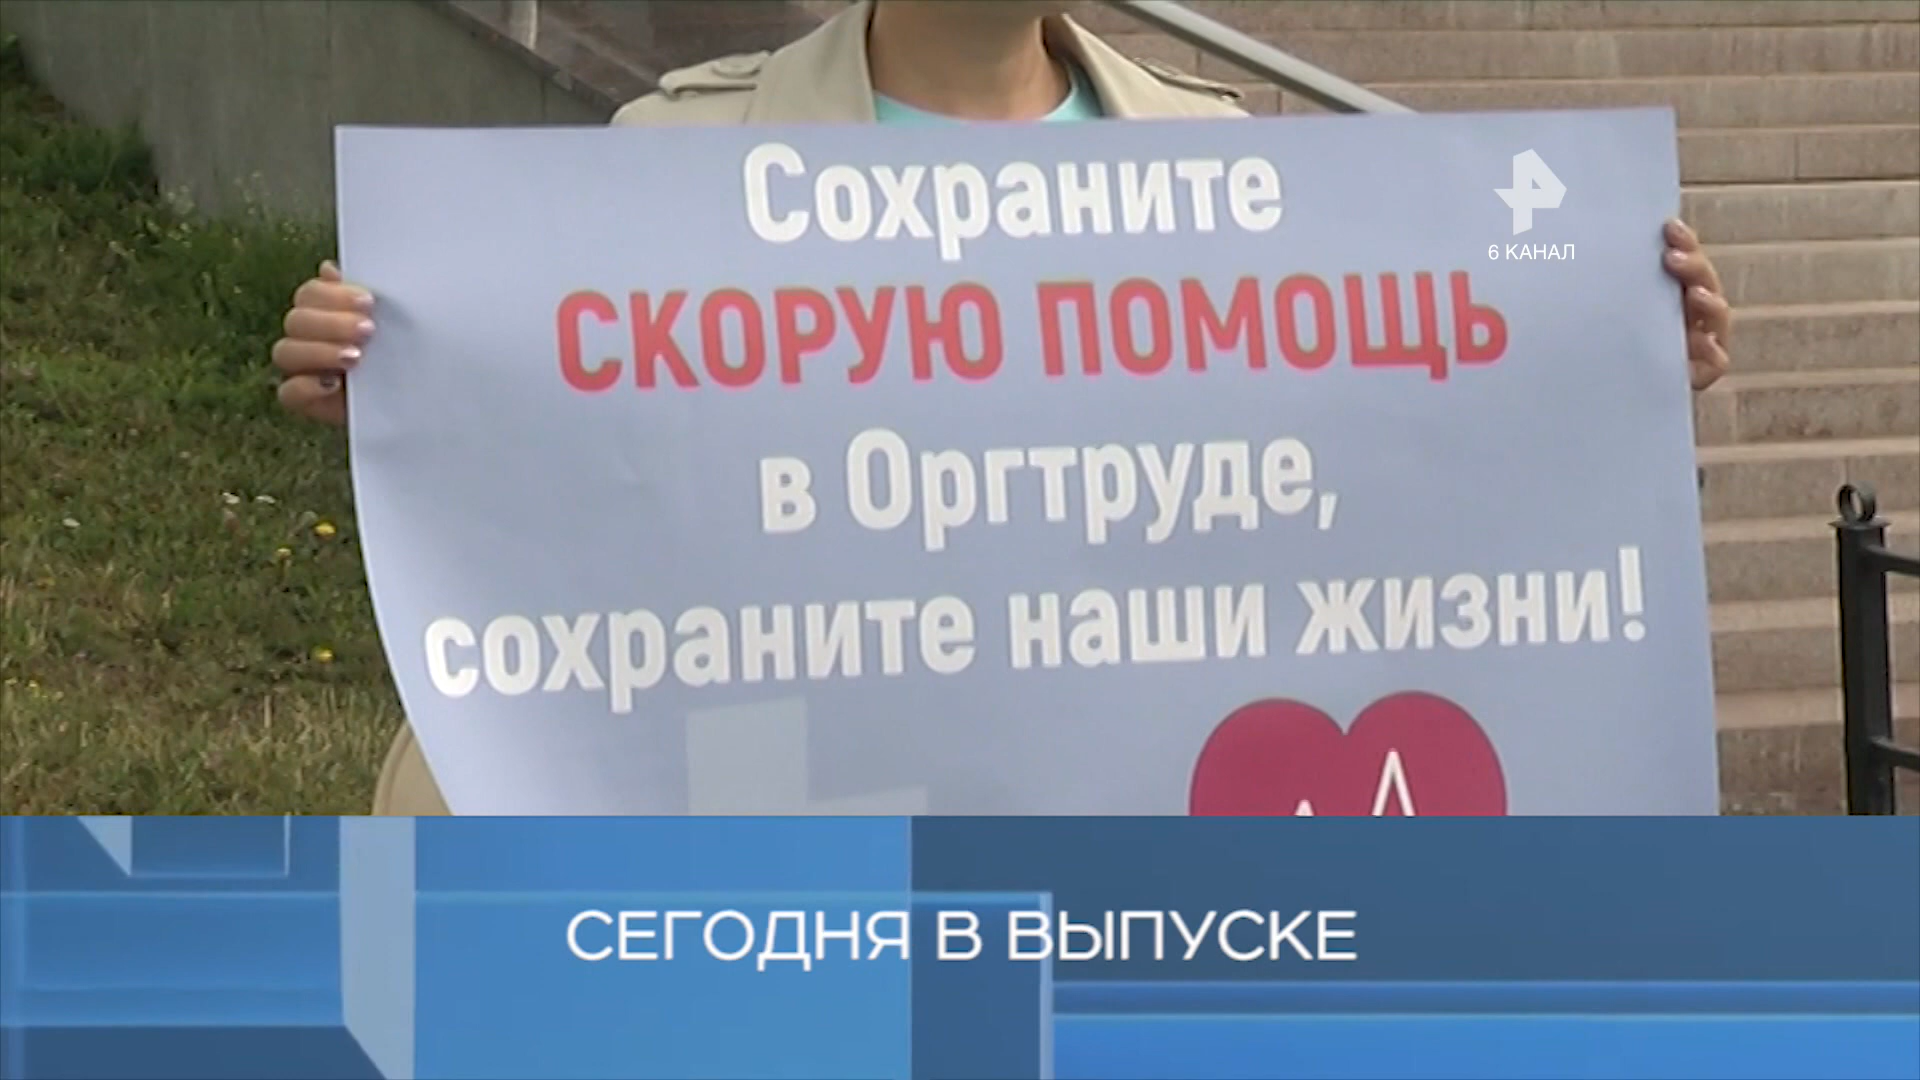 Сохраните
СКОРУЮ ПОМОЩЬ
в Оргтруде,
сохраните наши жизни!
6 КАНАЛ
СЕГОДНЯ В ВЫПУСКЕ